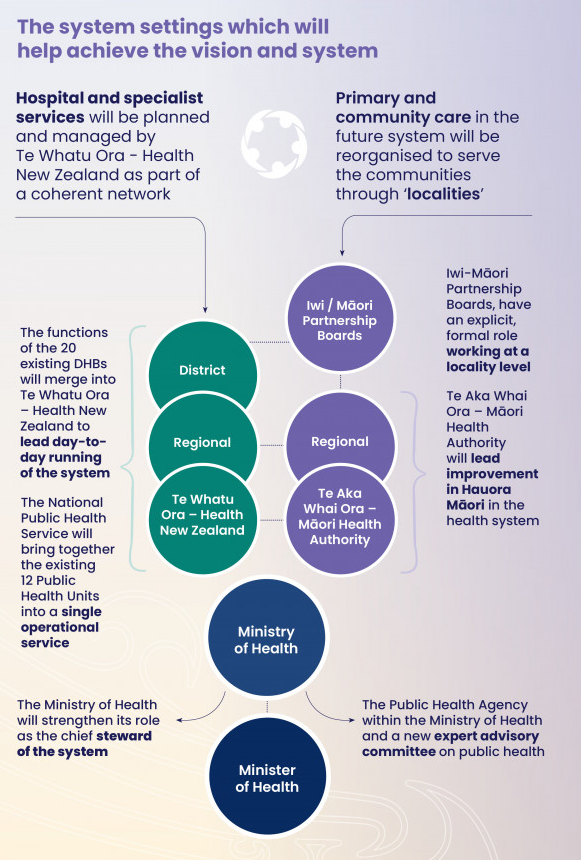 The system settings which will
help achieve the vision and system
Hospital and specialist
services will be planned
and managed by
Te Whatu Ora - Health
New Zealand as part of
a coherent network
Primary and
community care in the
future system will be
reorganised to serve
the communities
through ‘localities’
The functions
of the 20
existing DHBs
will merge into
Te Whatu Ora
– Health New
Zealand to
lead day-to-
day running
of the system
The National
Public Health
Service will
bring together
the existing
12 Public
Health Units
into a single
operational
service
District
Regional
Te Whatu
Ora – Health
New Zealand
Iwi / Māori
Partnership
Boards
Regional
Te Aka
Whai Ora –
Māori Health
Authority
Iwi-Māori
Partnership
Boards, have
an explicit,
formal role
working at a
locality level
Te Aka Whai
Ora – Māori
Health
Authority
will lead
improvement
in Hauora
Māori in the
health system
Ministry
of Health
The Ministry of Health
will strengthen its role
as the chief steward
of the system
The Public Health Agency
within the Ministry of Health
and a new expert advisory
committee on public health
Minister
of Health